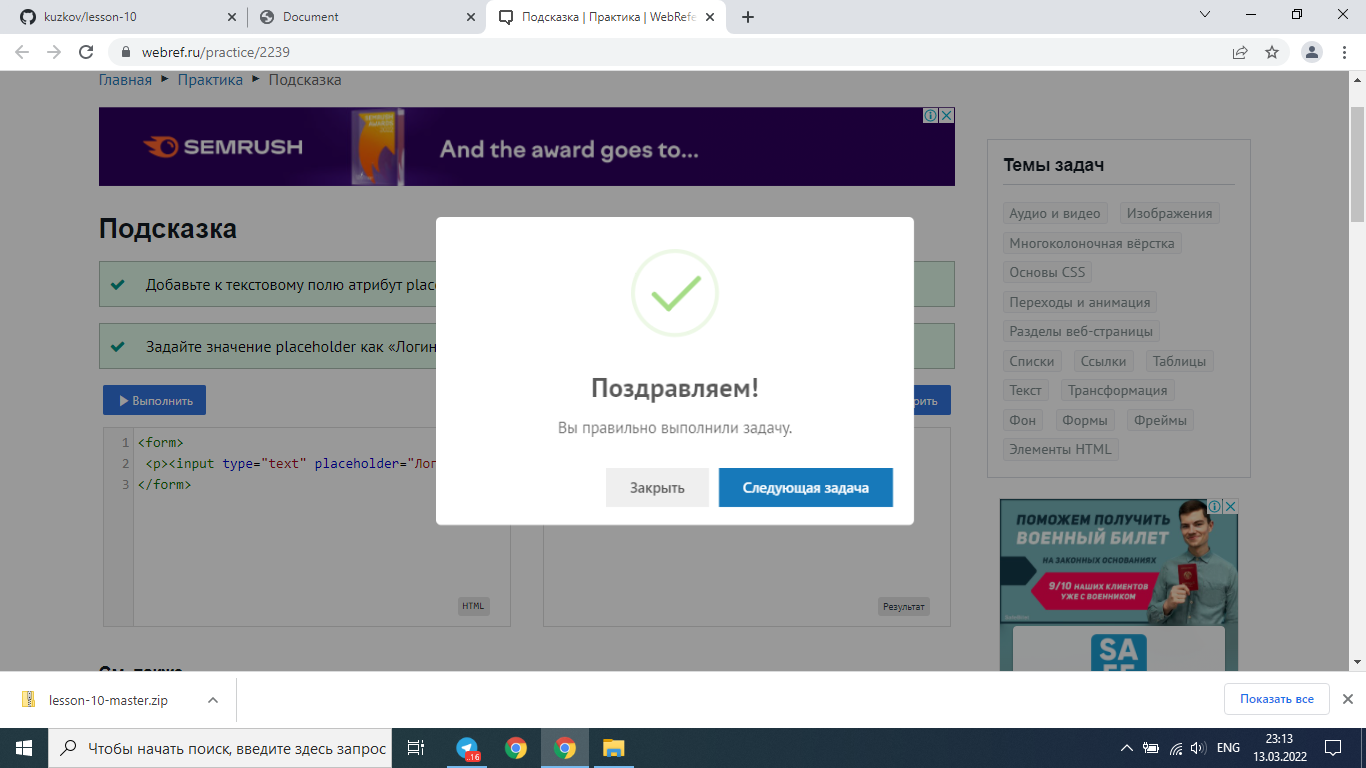 kuzkov/lesson-10
Document
Подсказка | Практика | WebRefe
webref.ru/practice/2239
Главная ► Практика ► Подсказка
SEMRUSH
And the award goes to...
Темы задач
Аудио и видео Изображения
Многоколоночная вёрстка
Основы CSS
Переходы и анимация
Разделы веб-страницы
Списки Ссылки Таблицы
Текст Трансформация
Фон Формы Фреймы
Элементы HTML
Подсказка
Добавьте к текстовому полю атрибут place
Задайте значение placeholder как «Логин
Выполнить
рить
1 <form>
2 <p><input type="text" placeholder="Лог
3 </form>
HTML
Результат
Поздравляем!
Вы правильно выполнили задачу.
Закрыть
Следующая задача
ПОМОЖЕМ ПОЛУЧИТЬ
ВОЕННЫЙ БИЛЕТ
НА ЗАКОННЫХ ОСНОВАНИЯХ
9/10 НАШИХ КЛИЕНТОВ
УЖЕ С ВОЕННИКОМ
SA
FE
См. также
lesson-10-master.zip
Показать все
Чтобы начать поиск, введите здесь запрос
.16
ENG
23:13
13.03.2022